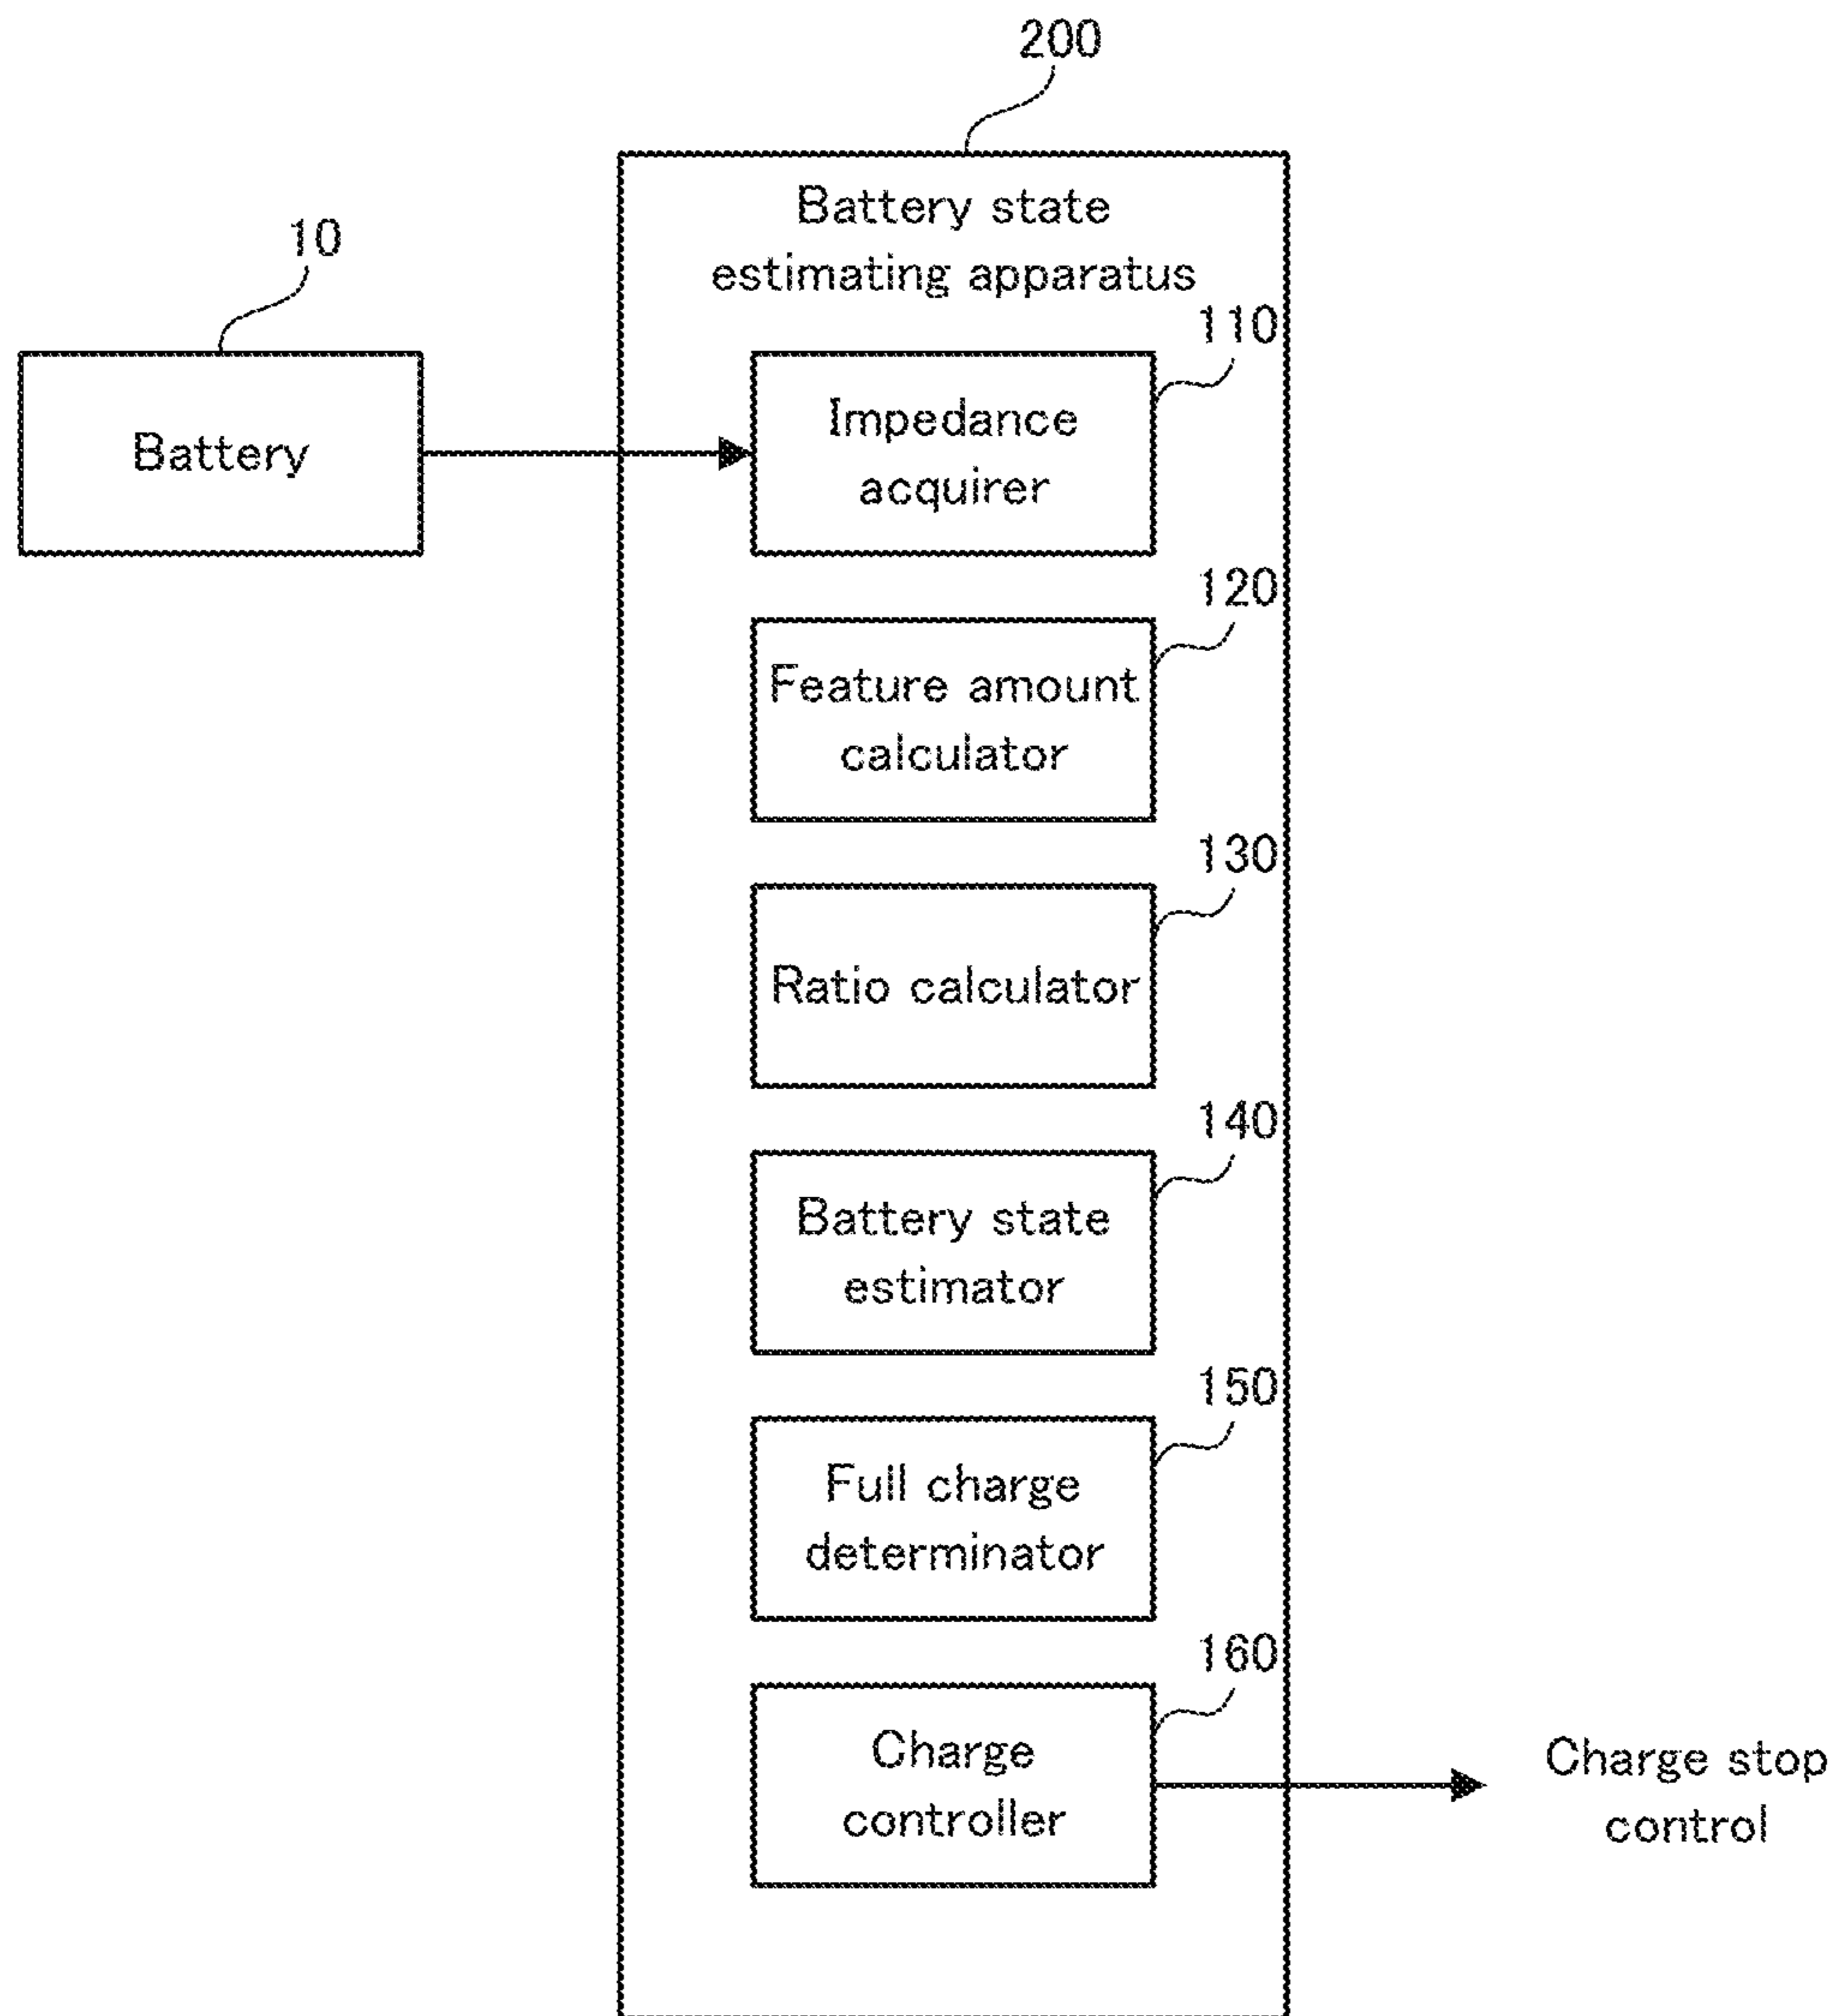 200
Battery state
estimating apparatus
10
Battery
110
Impedance
acquirer
120
Feature amount
calculator
130
Ratio calculator
140
Battery state
estimator
150
Full charge
determinator
160
Charge
controller
Charge stop
control